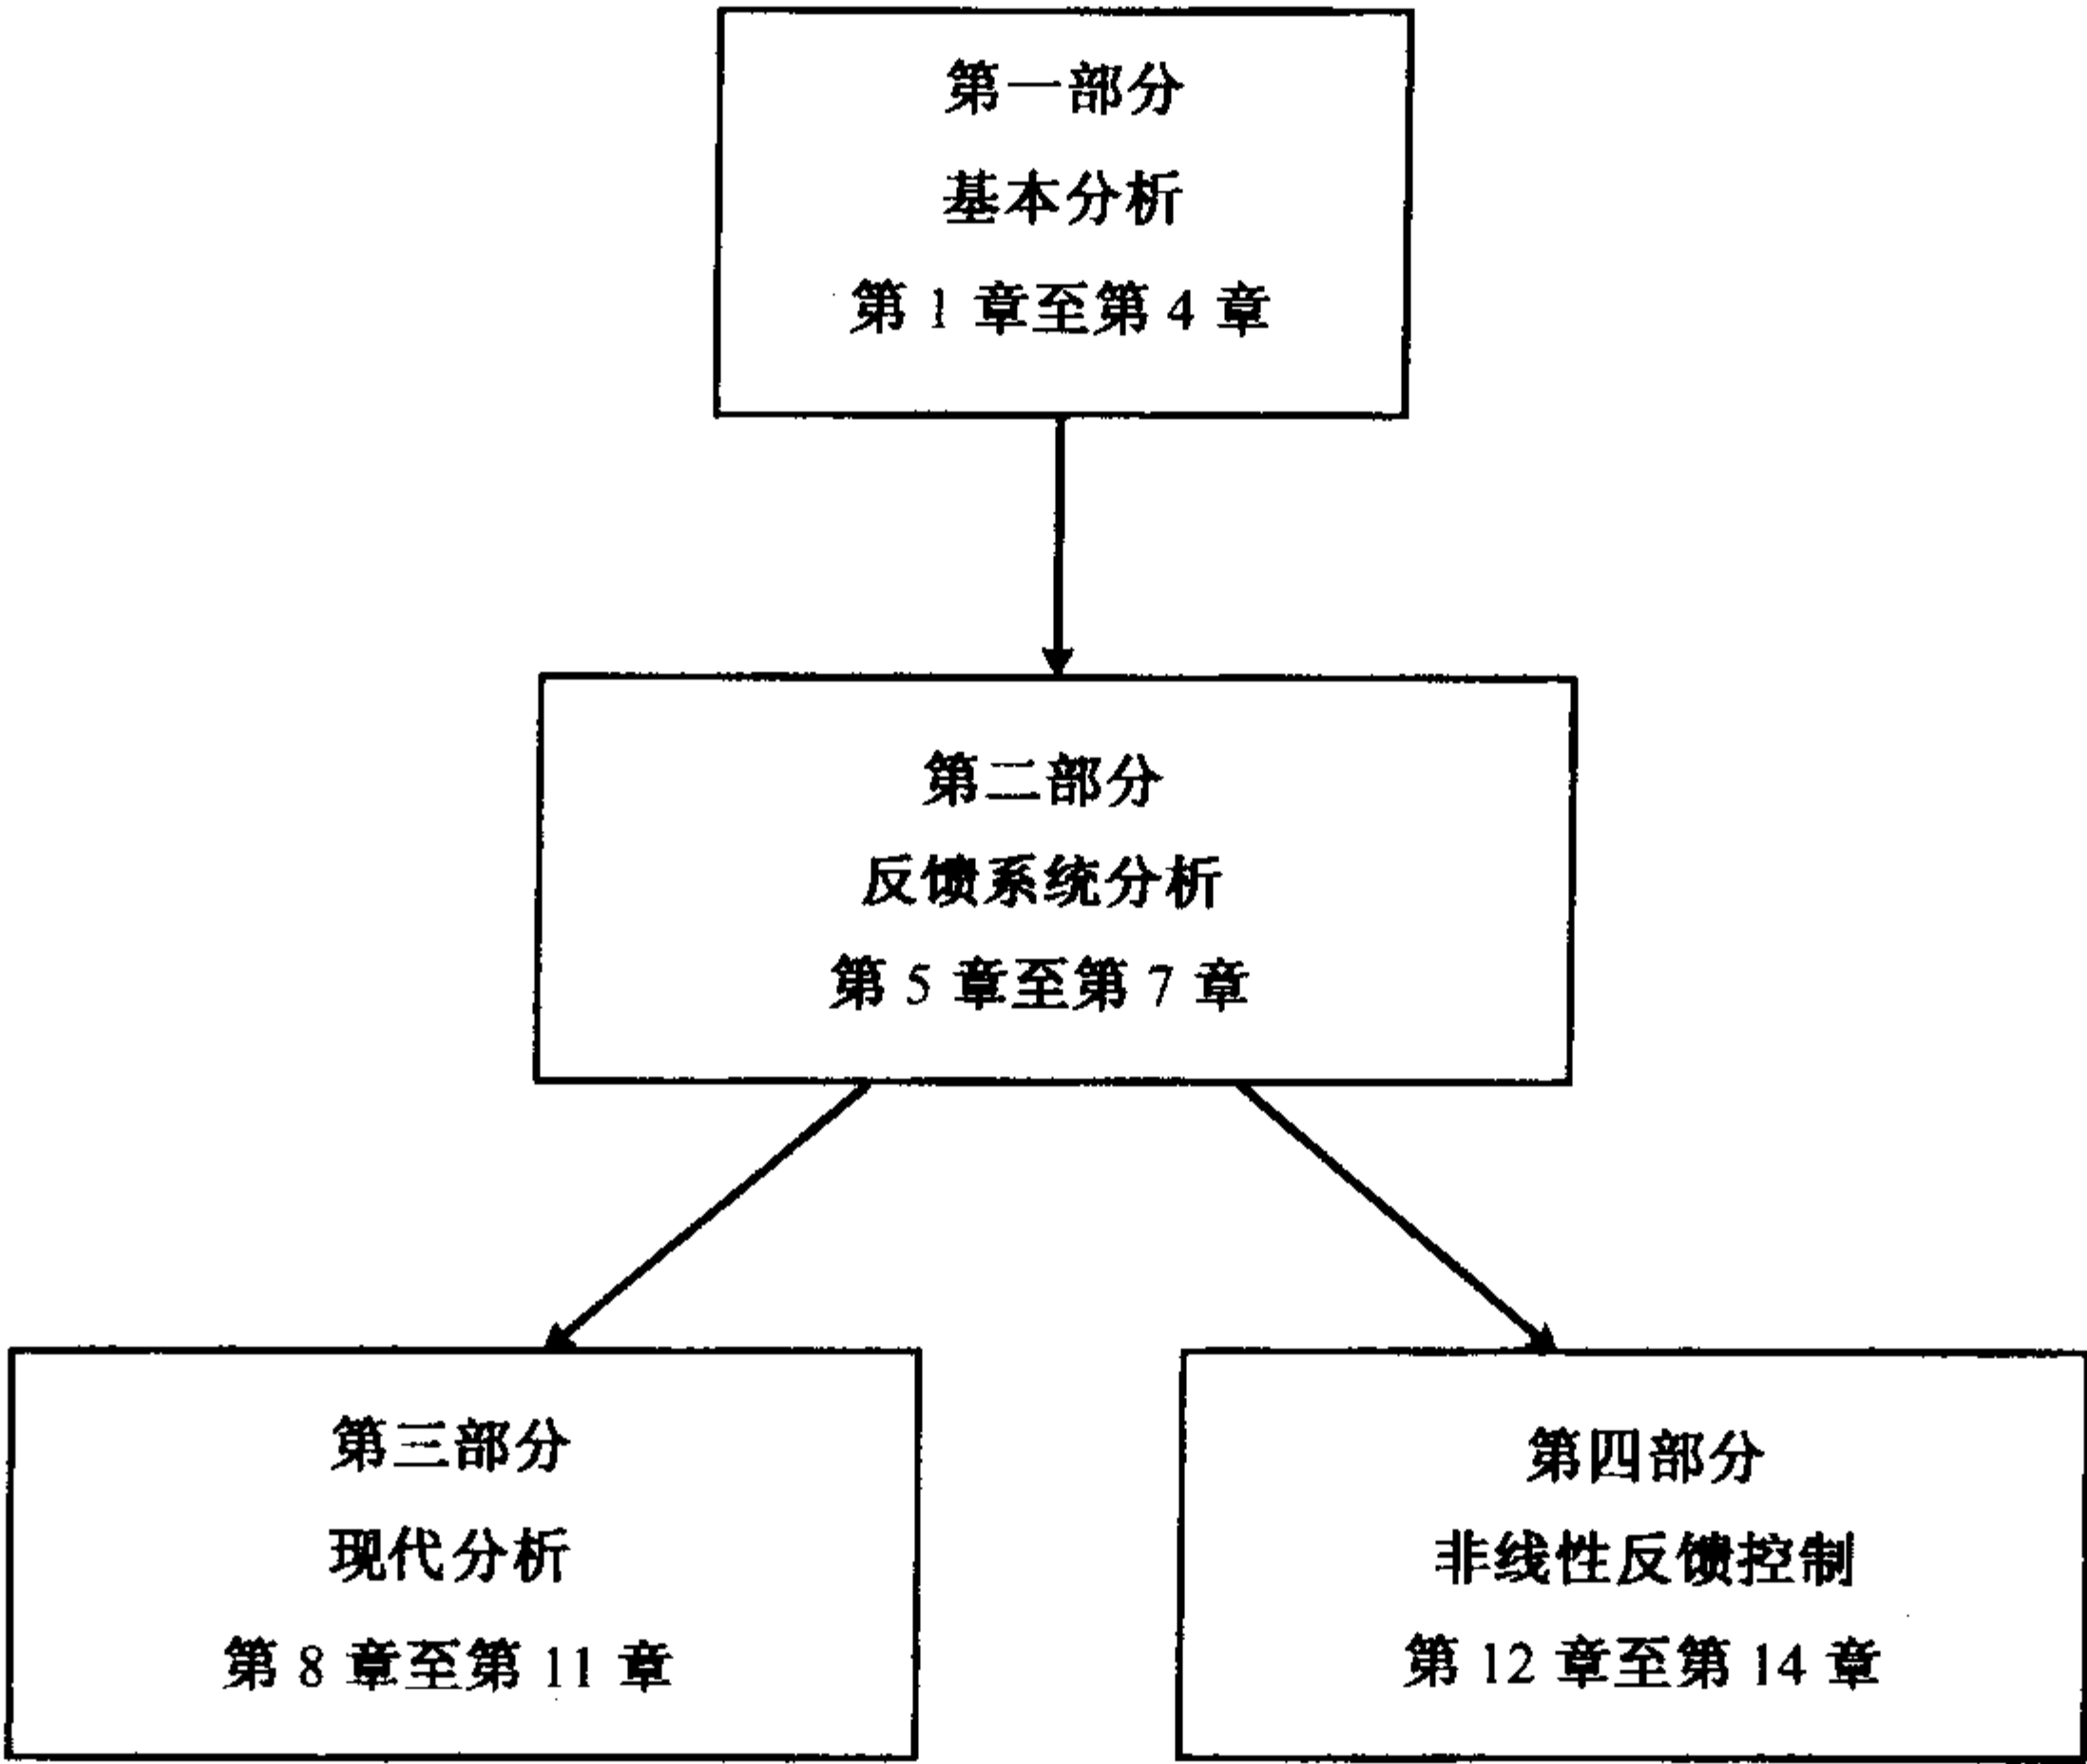 第一部分
基本分析
第 1 章至第 4 章
第二部分
反馈系统分析
第 5 章至第 7 章
第三部分
现代分析
第 8 章至第 11 章
第四部分
非线性反馈控制
第 12 章至第 14 章